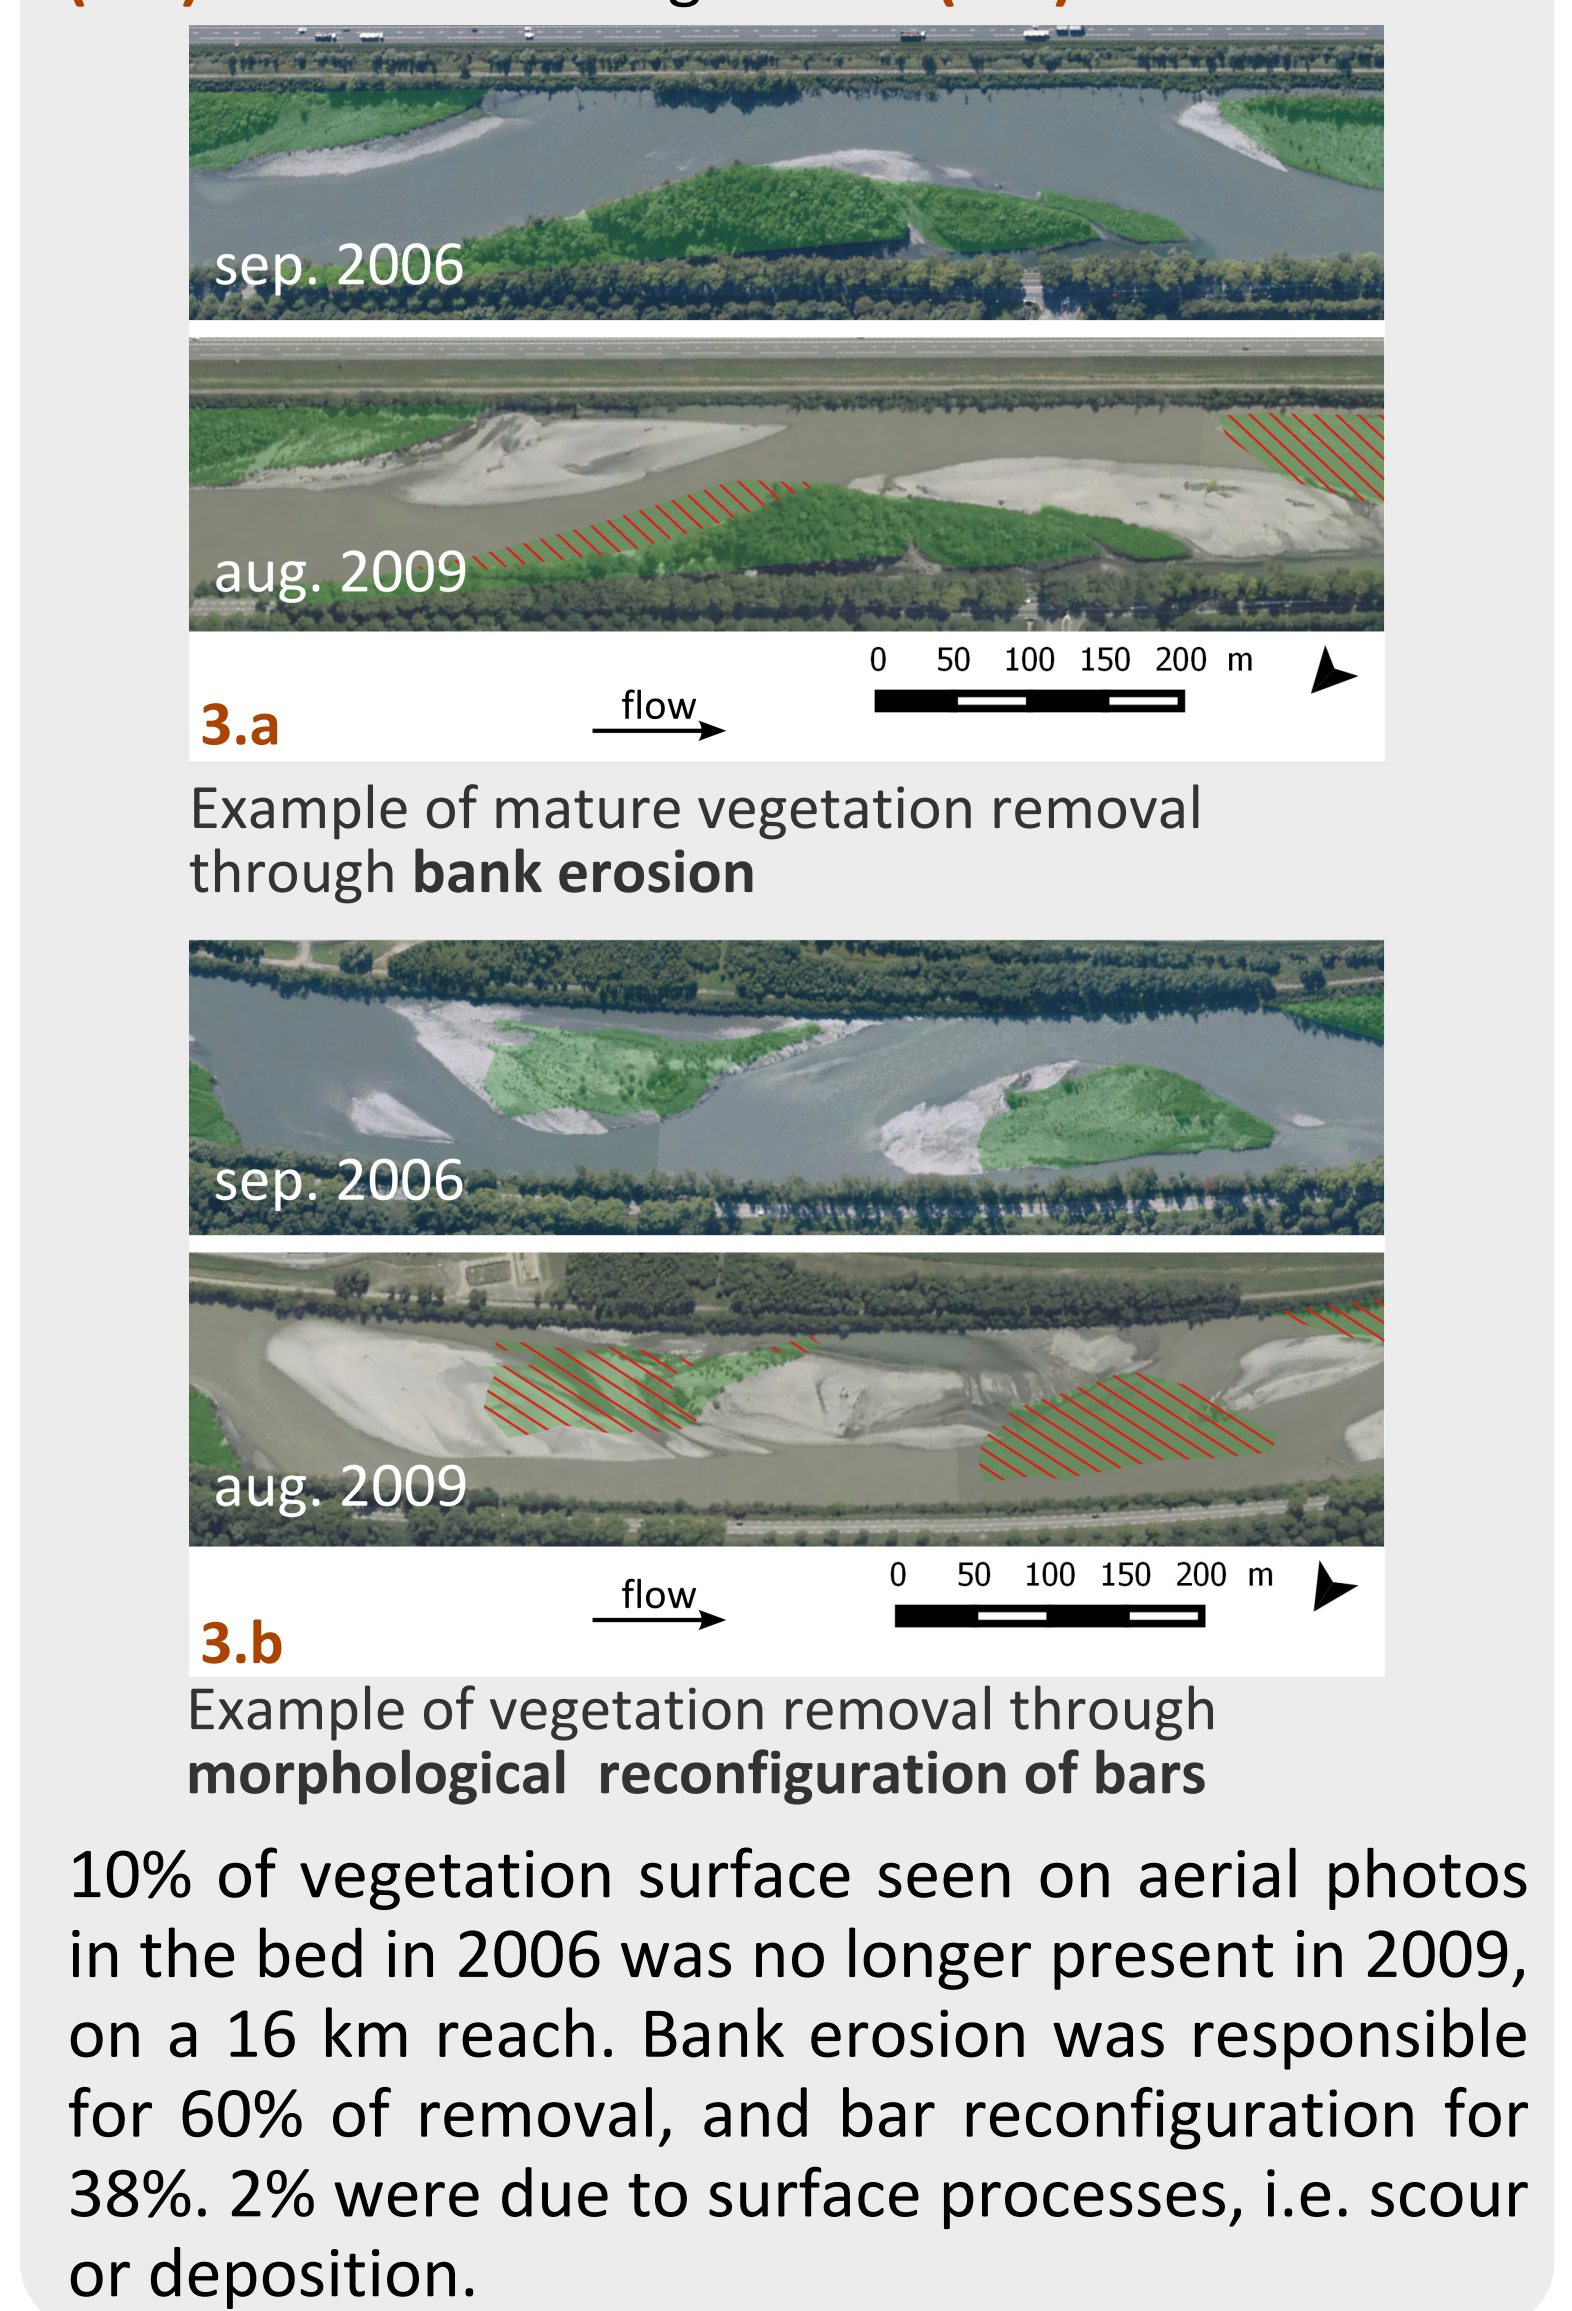 sep. 2006
aug. 2009
0 50 100 150 200 m
flow
3.a
Example of mature vegetation removal
through bank erosion
sep. 2006
aug. 2009
0 50 100 150 200 m
flow
3.b
Example of vegetation removal through
morphological reconfiguration of bars
10% of vegetation surface seen on aerial photos
in the bed in 2006 was no longer present in 2009,
on a 16 km reach. Bank erosion was responsible
for 60% of removal, and bar reconfiguration for
38%. 2% were due to surface processes, i.e. scour
or deposition.